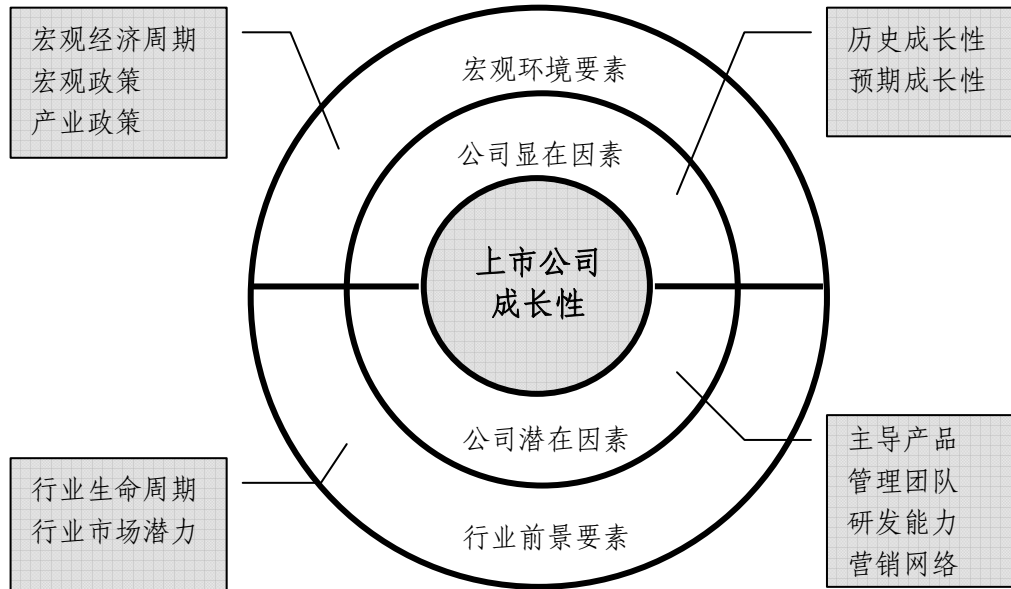 宏观经济周期
宏观政策
产业政策
宏观环境要素
历史成长性
预期成长性
公司显在因素
上市公司
成长性
公司潜在因素
行业生命周期
行业市场潜力
行业前景要素
主导产品
管理团队
研发能力
营销网络